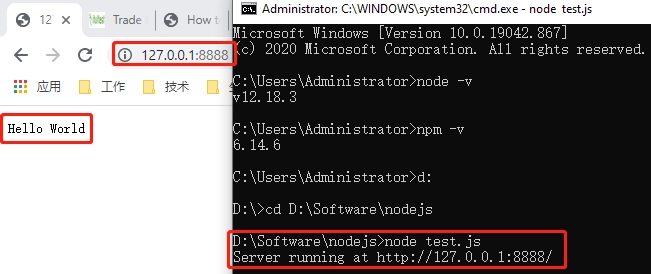 12
Trade
How to
127.0.0.1:8888
应用
工作
技术
Hello World
Administrator: C:\WINDOWS\system32\cmd.exe - node test.js
Microsoft Windows [Version 10.0.19042.867]
(c) 2020 Microsoft Corporation. All rights reserved.
C:\Users\Administrator>node -v
v12.18.3
C:\Users\Administrator>npm -v
6.14.6
C:\Users\Administrator>d:
D:\>cd D:\Software\nodejs
D:\Software\nodejs>node test.js
Server running at http://127.0.0.1:8888/